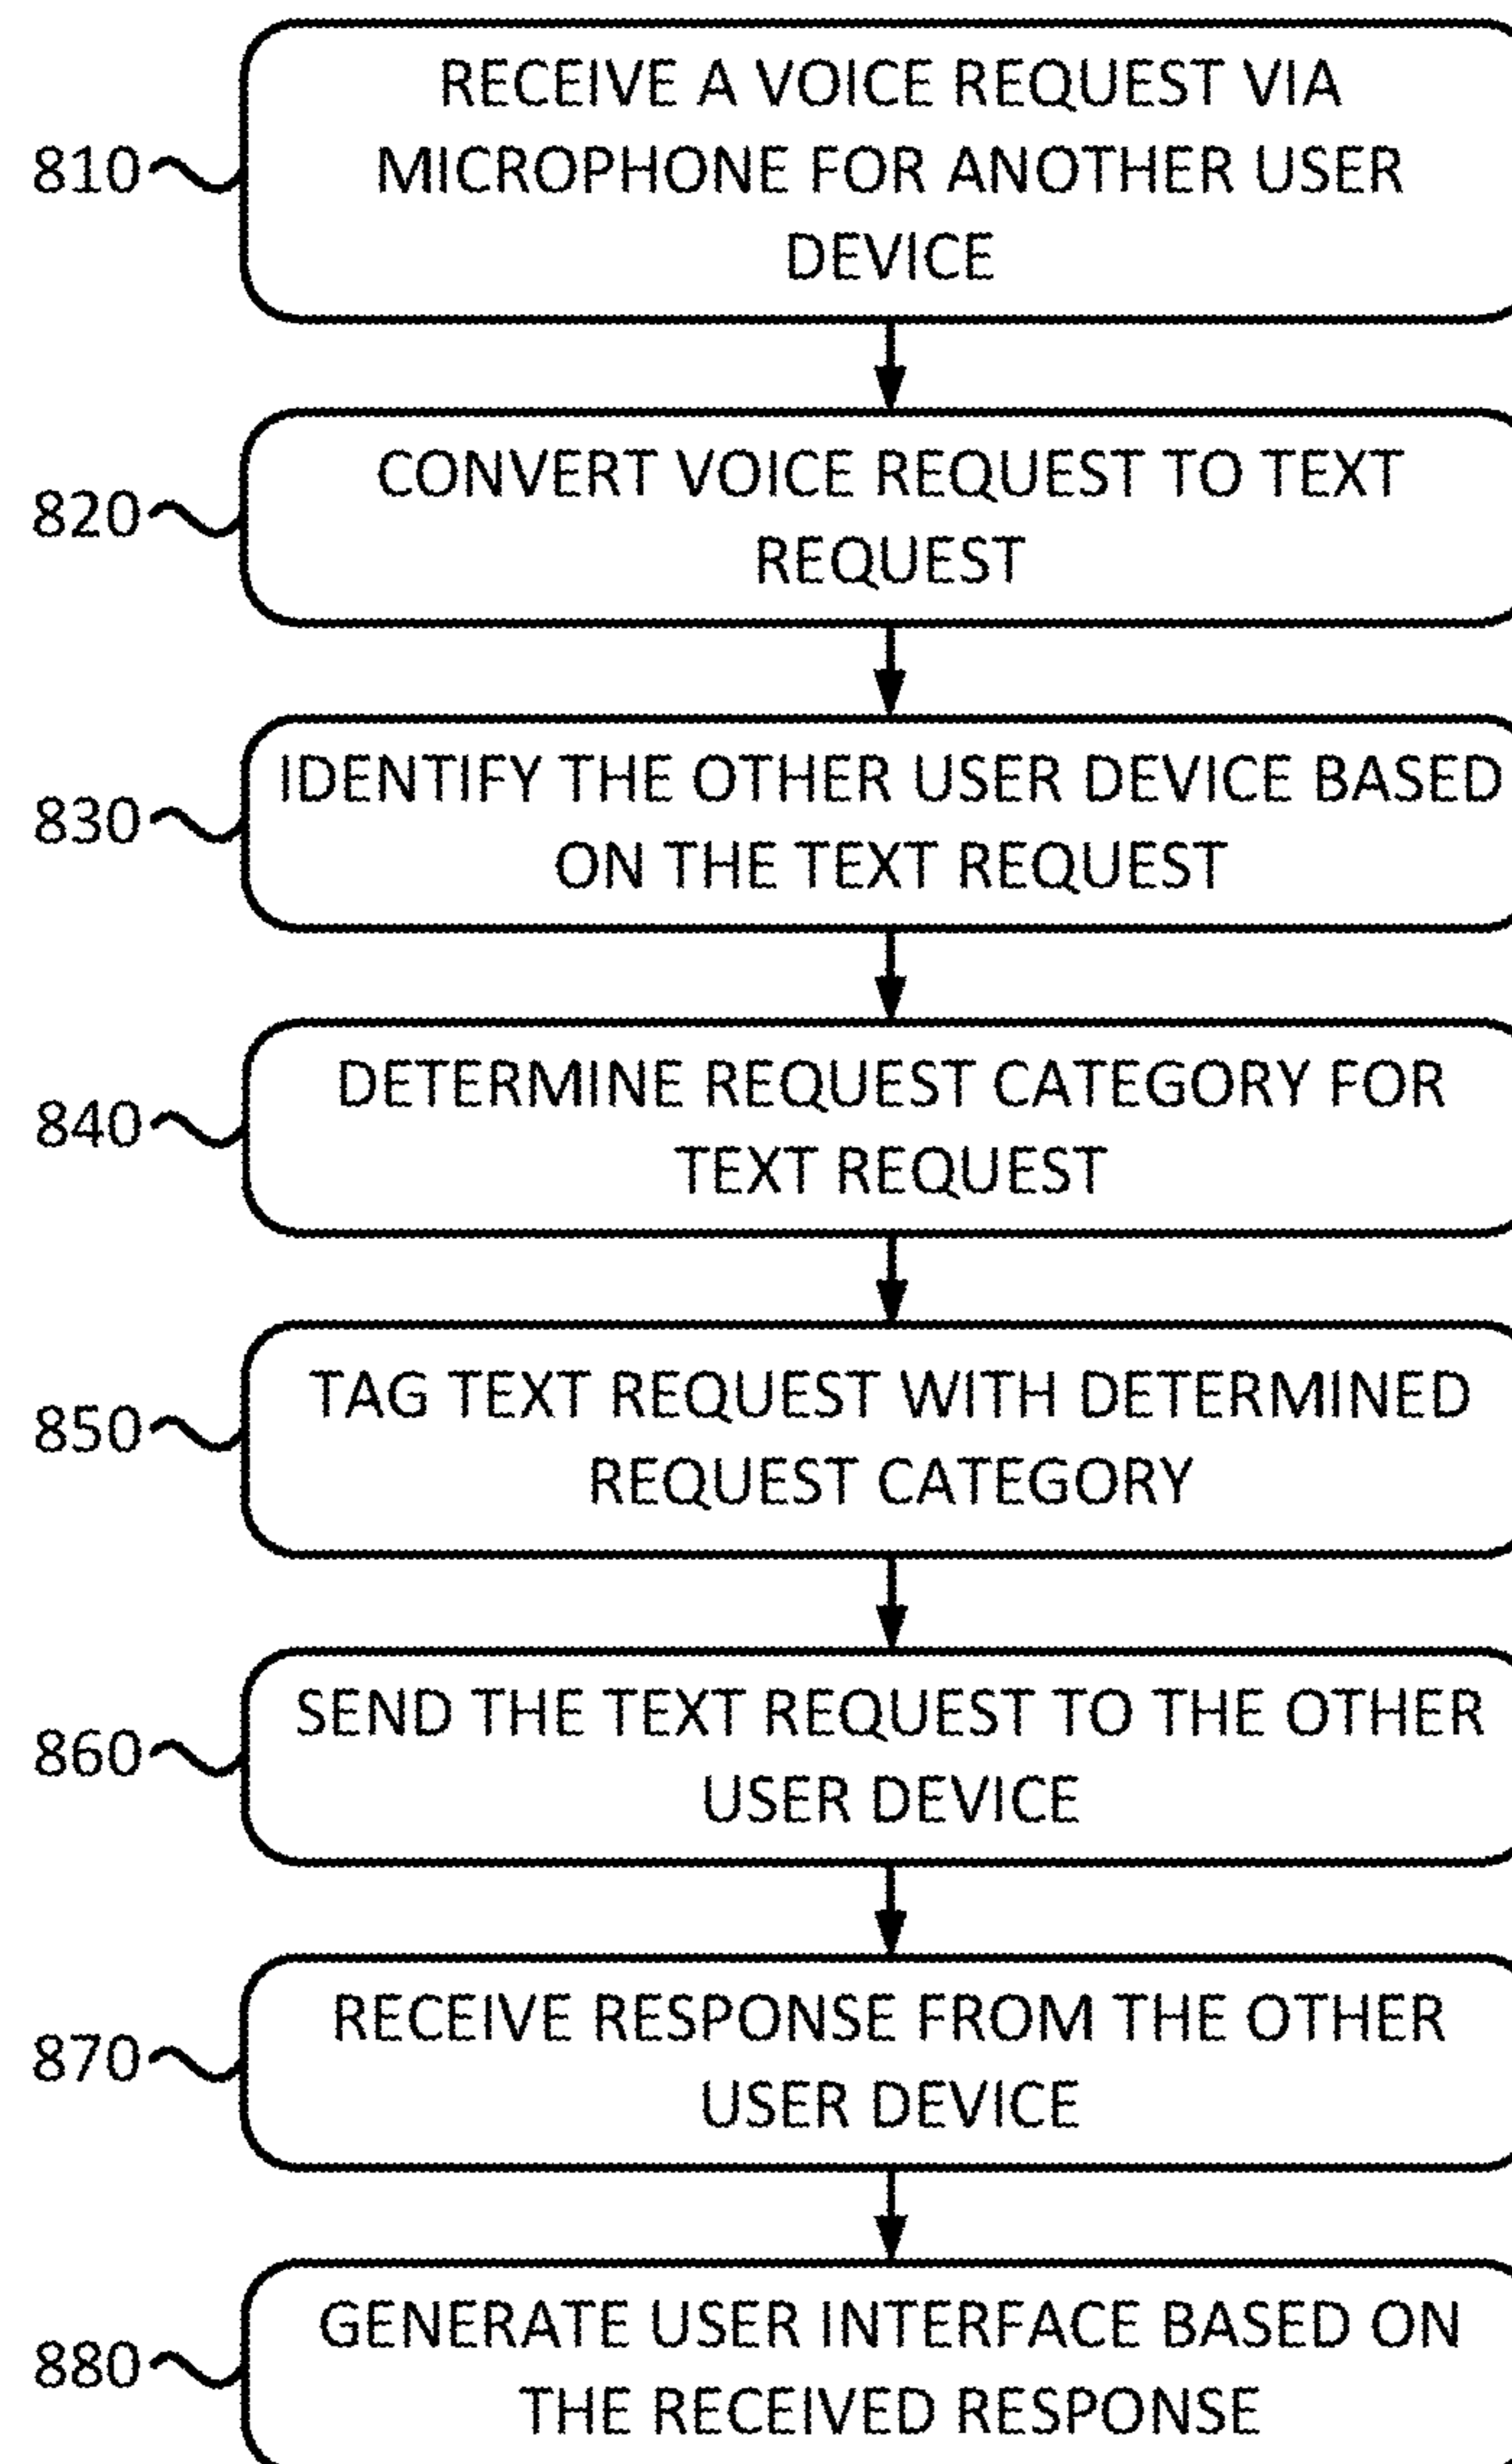 RECEIVE A VOICE REQUEST VIA
810 MICROPHONE FOR ANOTHER USER
DEVICE
CONVERT VOICE REQUEST TO TEXT
820
REQUEST
IDENTIFY THE OTHER USER DEVICE BASED
830
ON THE TEXT REQUEST
DETERMINE REQUEST CATEGORY FOR
840
TEXT REQUEST
TAG TEXT REQUEST WITH DETERMINED
850
REQUEST CATEGORY
SEND THE TEXT REQUEST TO THE OTHER
860
USER DEVICE
RECEIVE RESPONSE FROM THE OTHER
870
USER DEVICE
GENERATE USER INTERFACE BASED ON
880
THE RECEIVED RESPONSE